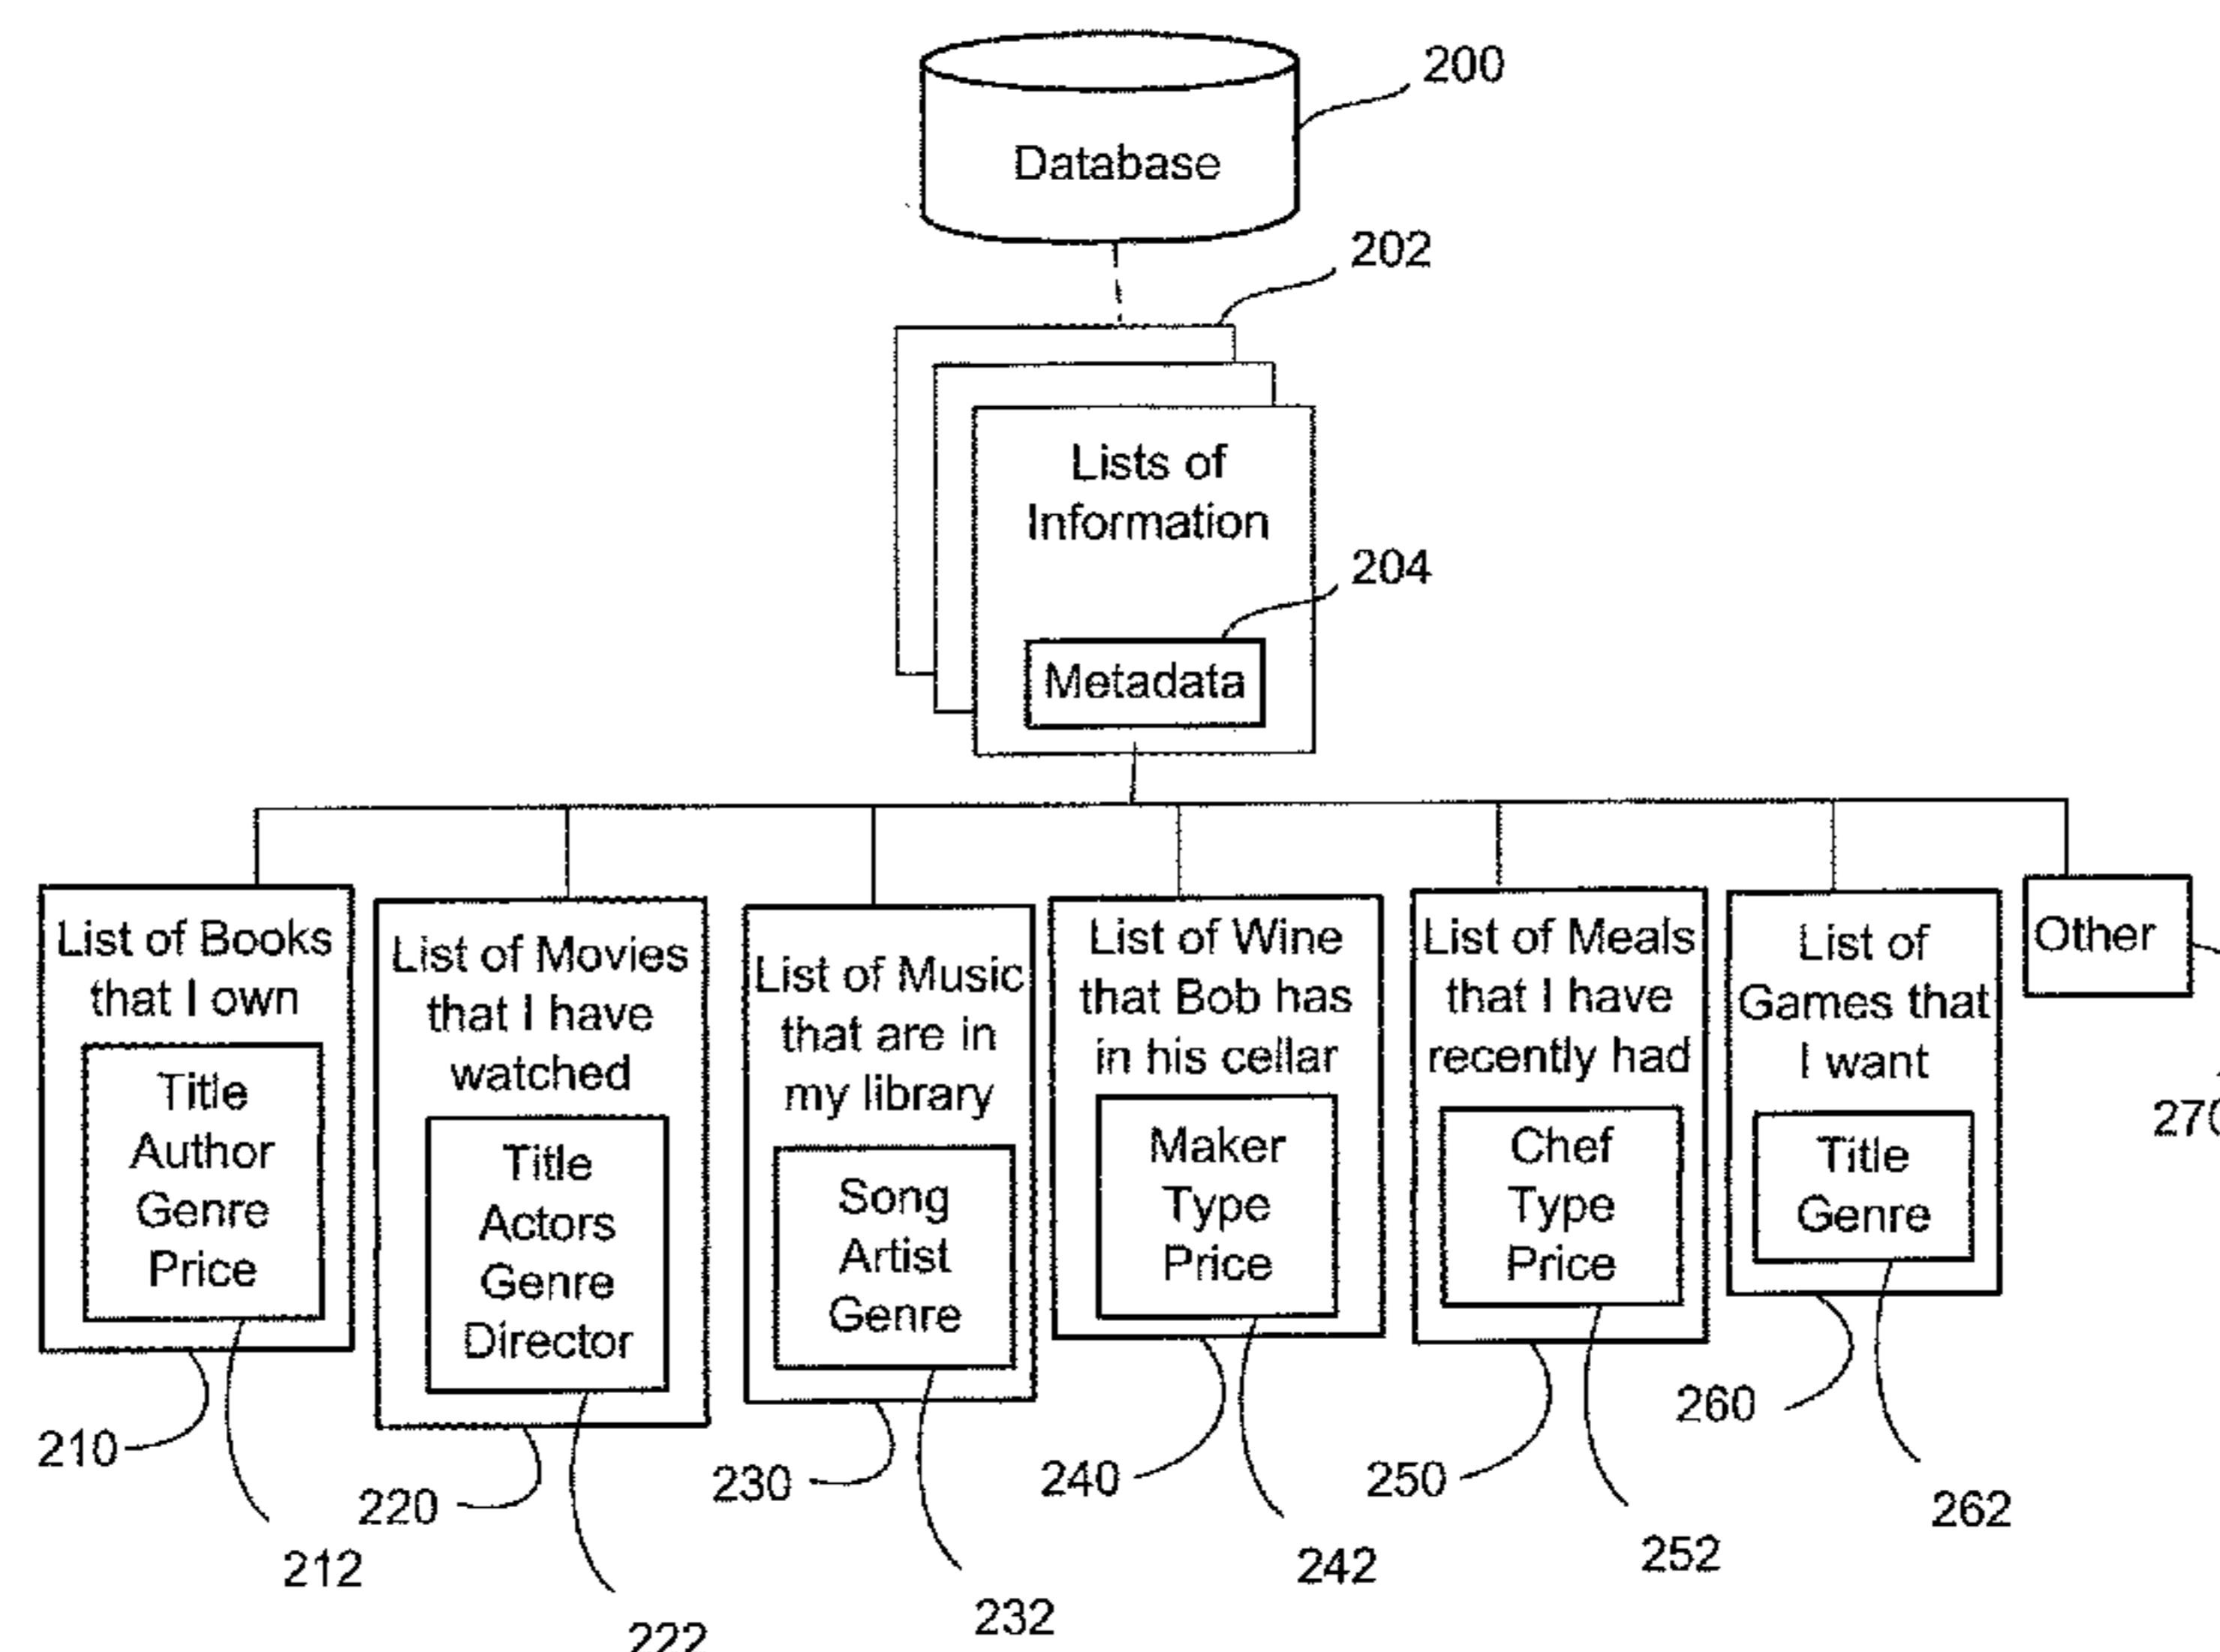 200
Database
202
Lists of
Information
204
Metadata
List of Books
that I own
Title
Author
Genre
Price
210
212
List of Movies
that I have
watched
Title
Actors
Genre
Director
220
222
List of Music
that are in
my library
Song
Artist
Genre
230
232
List of Wine
that Bob has
in his cellar
Maker
Type
Price
240
242
List of Meals
that I have
recently had
Chef
Type
Price
250
252
List of
Games that
I want
Title
Genre
260
262
Other
270